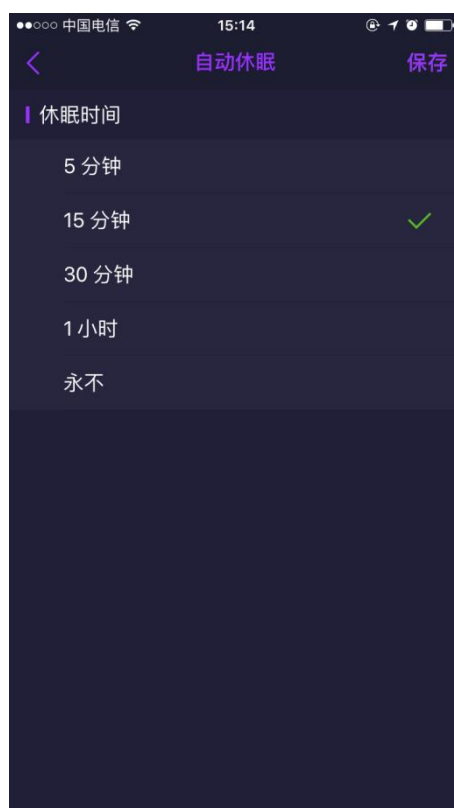 中国电信 15:14
自动休眠 保存
休眠时间
5 分钟
15 分钟
30 分钟
1 小时
永不